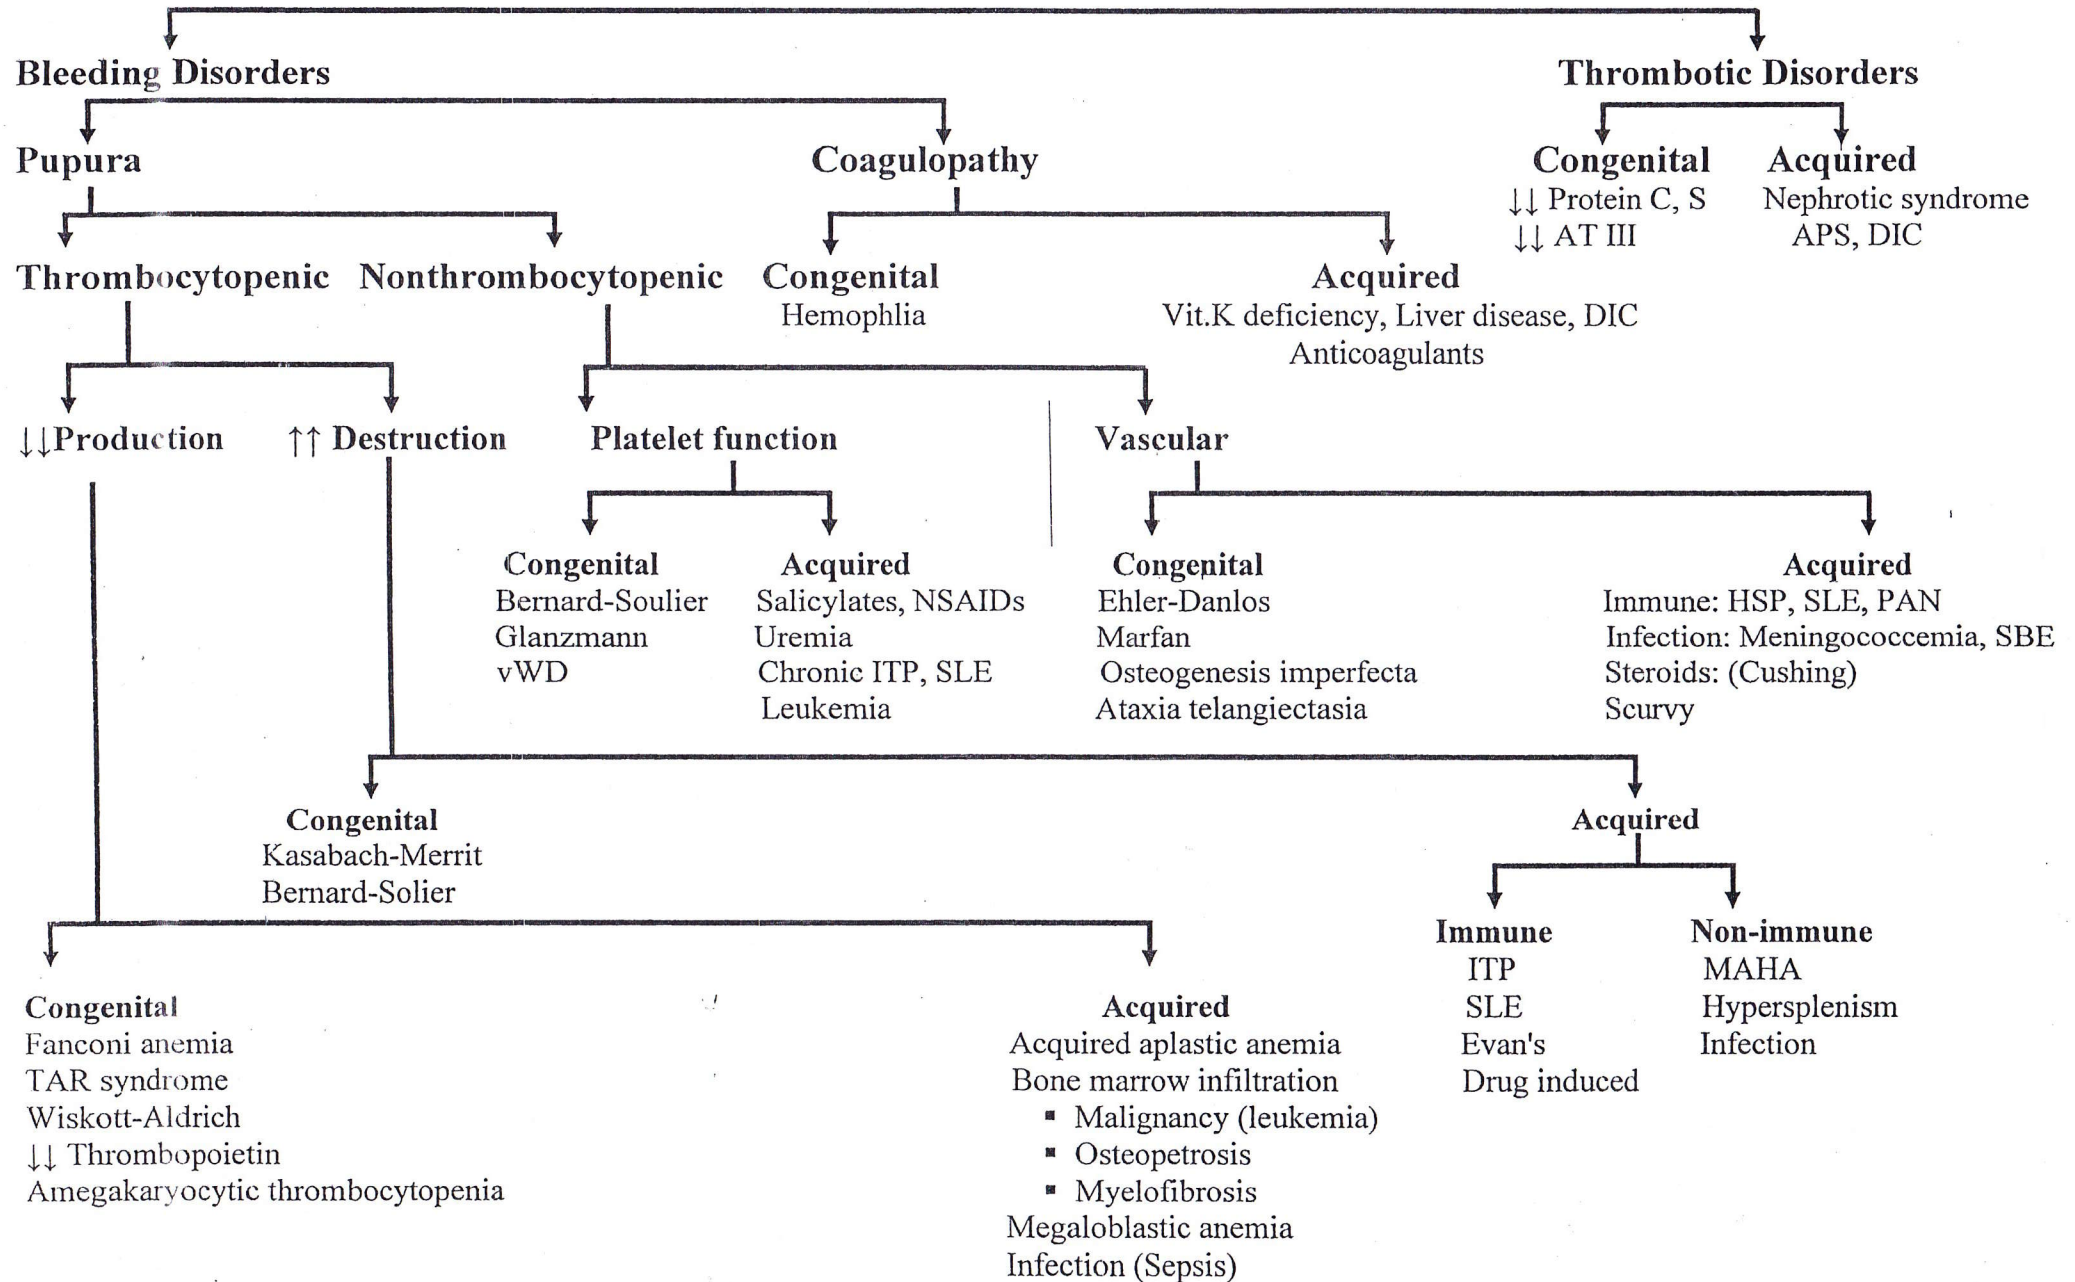 Bleeding Disorders
Thrombotic Disorders
Pupura
Coagulopathy
Congenital
↓↓ Protein C, S
↓↓ AT III
Acquired
Nephrotic syndrome
APS, DIC
Thrombocytopenic
Nonthrombocytopenic
Congenital
Hemophlia
Acquired
Vit.K deficiency, Liver disease, DIC
Anticoagulants
↓↓Production
↑↑ Destruction
Platelet function
Vascular
Congenital
Bernard-Soulier
Glanzmann
vWD
Acquired
Salicylates, NSAIDs
Uremia
Chronic ITP, SLE
Leukemia
Congenital
Ehler-Danlos
Marfan
Osteogenesis imperfecta
Ataxia telangiectasia
Acquired
Immune: HSP, SLE, PAN
Infection: Meningococcemia, SBE
Steroids: (Cushing)
Scurvy
Congenital
Kasabach-Merrit
Bernard-Solier
Acquired
Immune
ITP
SLE
Evan's
Drug induced
Non-immune
MAHA
Hypersplenism
Infection
Congenital
Fanconi anemia
TAR syndrome
Wiskott-Aldrich
↓↓ Thrombopoietin
Amegakaryocytic thrombocytopenia
Acquired
Acquired aplastic anemia
Bone marrow infiltration
▪ Malignancy (leukemia)
▪ Osteopetrosis
▪ Myelofibrosis
Megaloblastic anemia
Infection (Sepsis)